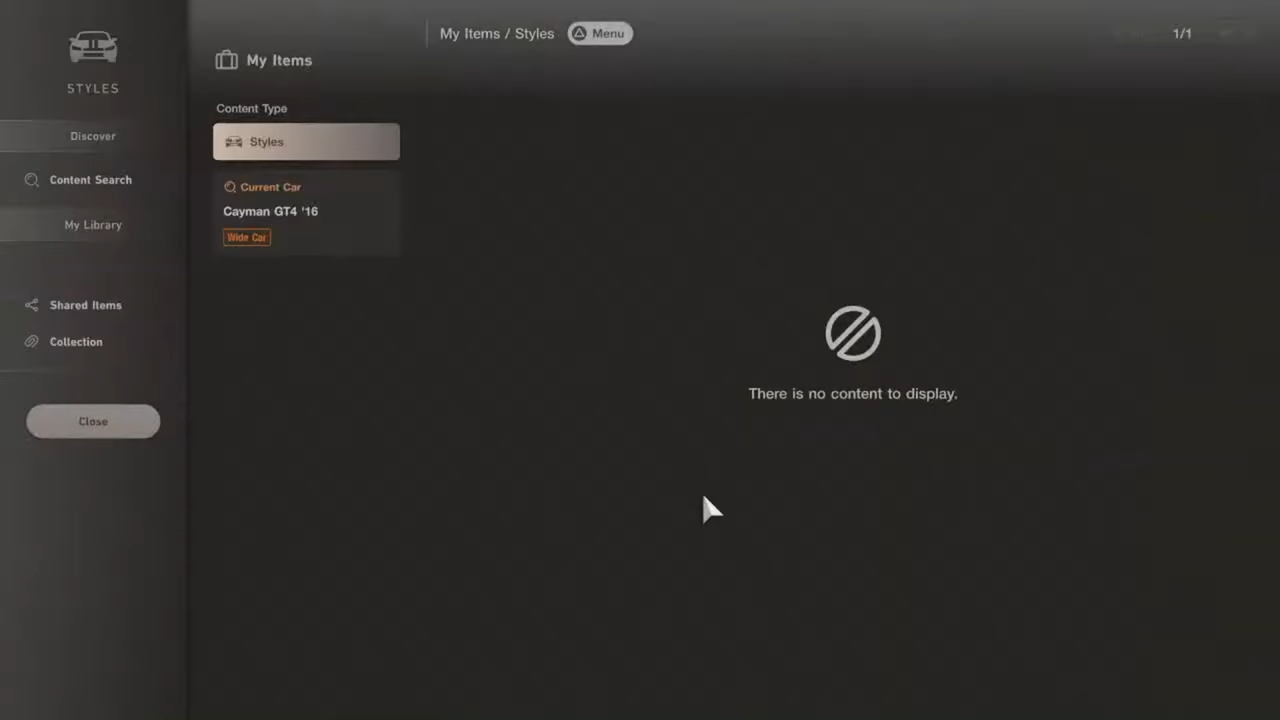 STYLES
Discover
Content Search
My Library
Shared Items
Collection
Close
My Items
Content Type
Styles
Current Car
Cayman GT4 '16
Wide Car
My Items / Styles
Menu
1/1
There is no content to display.